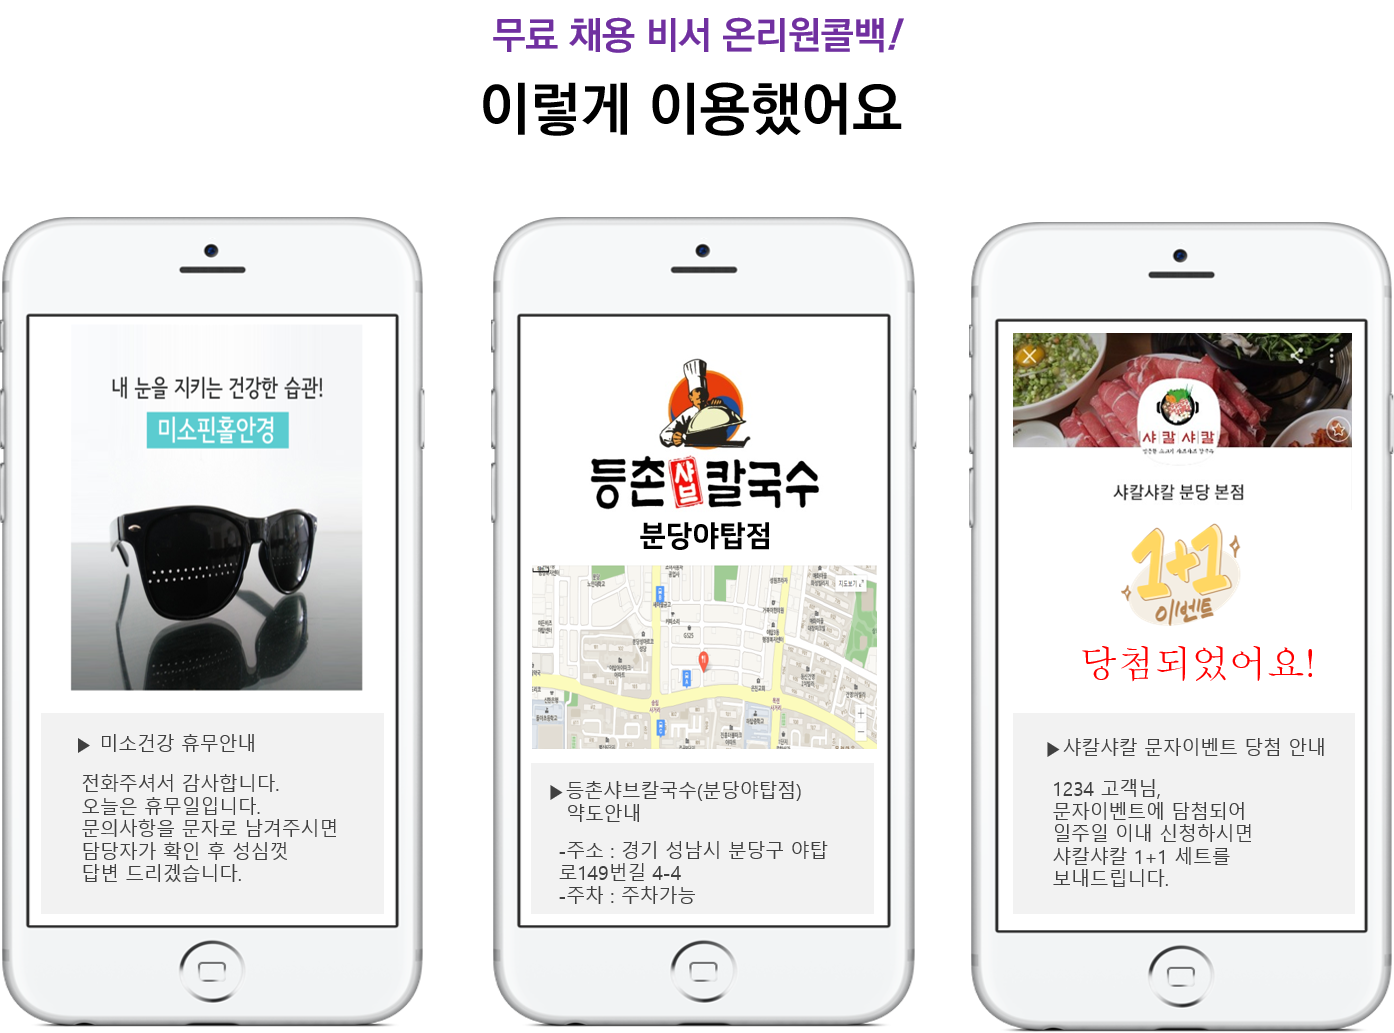 무료 채용 비서 온리원콜백!
이렇게 이용했어요
내 눈을 지키는 건강한 습관!
미소핀홀안경
▶ 미소건강 휴무안내
전화주셔서 감사합니다.
오늘은 휴무일입니다.
문의사항을 문자로 남겨주시면
담당자가 확인 후 성심껏
답변 드리겠습니다.
등촌샤브칼국수
분당야탑점
지도보기
GS25
▶등촌샤브칼국수(분당야탑점)
약도안내
-주소 : 경기 성남시 분당구 야탑
로149번길 4-4
-주차 : 주차가능
샤칼샤칼
샤칼샤칼 분당 본점
1+1
이벤트
당첨되었어요!
▶샤칼샤칼 문자이벤트 당첨 안내
1234 고객님,
문자이벤트에 담첨되어
일주일 이내 신청하시면
샤칼샤칼 1+1 세트를
보내드립니다.